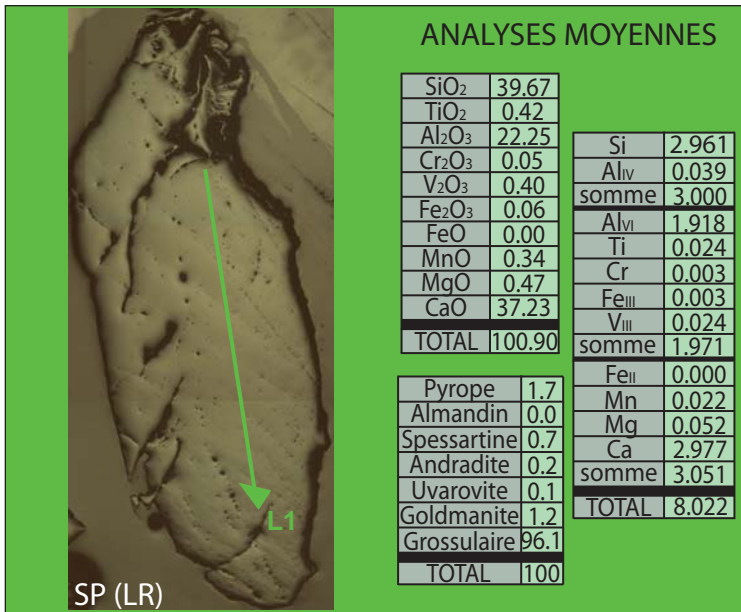 ANALYSES MOYENNES
SiO₂ 39.67
TiO₂ 0.42
Al₂O₃ 22.25
Cr₂O₃ 0.05
V₂O₃ 0.40
Fe₂O₃ 0.06
FeO 0.00
MnO 0.34
MgO 0.47
CaO 37.23
TOTAL 100.90
Pyrope 1.7
Almandin 0.0
Spessartine 0.7
Andradite 0.2
Uvarovite 0.1
Goldmanite 1.2
Grossulaire 96.1
TOTAL 100
Si 2.961
AlIV 0.039
somme 3.000
AlVI 1.918
Ti 0.024
Cr 0.003
FeIII 0.003
VIII 0.024
somme 1.971
FeII 0.000
Mn 0.022
Mg 0.052
Ca 2.977
somme 3.051
TOTAL 8.022
L1
SP (LR)